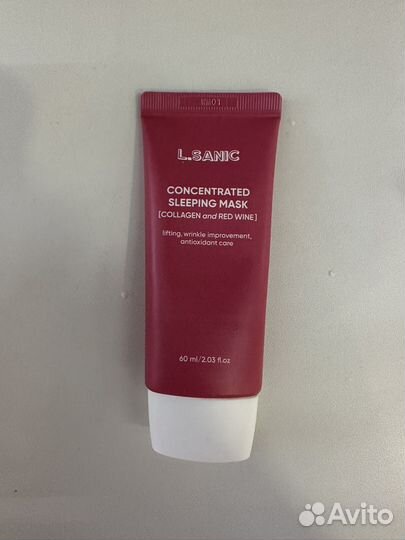 L.SANIC
CONCENTRATED
SLEEPING MASK
[COLLAGEN and RED WINE]
lifting, wrinkle improvement,
antioxidant care
60 ml/2.03 fl.oz
Avito